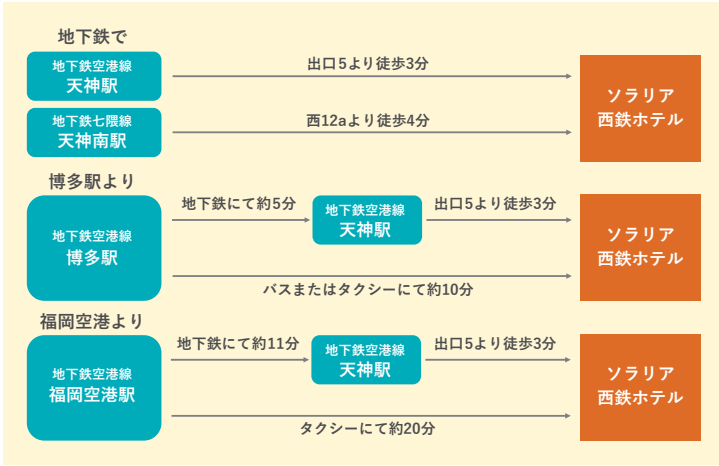 地下鉄で
地下鉄空港線
天神駅
出口5より徒歩3分
地下鉄七隈線
天神南駅
西12aより徒歩4分
ソラリア
西鉄ホテル
博多駅より
地下鉄空港線
博多駅
地下鉄にて約5分
地下鉄空港線
天神駅
出口5より徒歩3分
バスまたはタクシーにて約10分
ソラリア
西鉄ホテル
福岡空港より
地下鉄空港線
福岡空港駅
地下鉄にて約11分
地下鉄空港線
天神駅
出口5より徒歩3分
タクシーにて約20分
ソラリア
西鉄ホテル